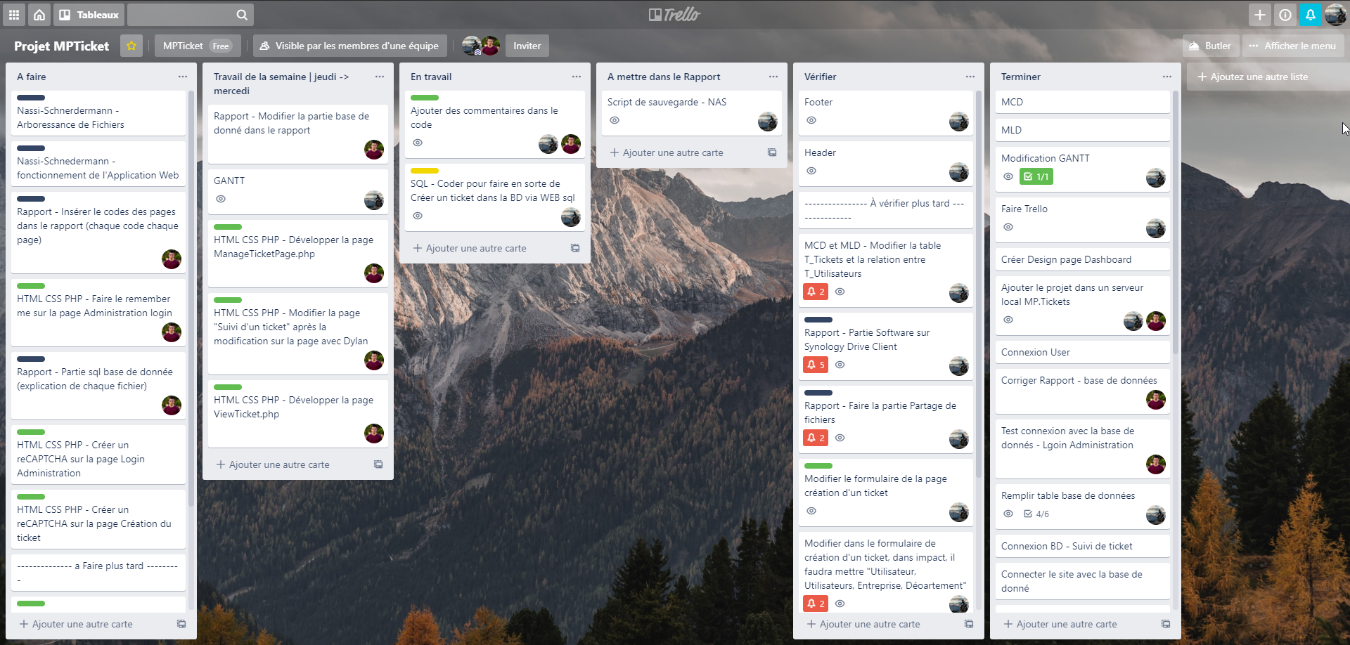 Tableaux
Trello
Projet MPTicket
MPTicket Free
Visible par les membres d'une équipe
Inviter
Butler
Afficher le menu
A faire
Nassi-Schnerdermann -
Arboressance de Fichiers
Nassi-Schnedermann -
fonctionnement de l'Application Web
Rapport - Insérer le codes des pages
dans le rapport (chaque code chaque
page)
HTML CSS PHP - Faire le remember
me sur la page Administration login
Rapport - Partie sql base de donnée
(explication de chaque fichier)
HTML CSS PHP - Créer un
reCAPTCHA sur la page Login
Administration
HTML CSS PHP - Créer un
reCAPTCHA sur la page Création du
ticket
-------------- a Faire plus tard --------
-
+ Ajouter une autre carte
Travail de la semaine | jeudi ->
mercredi
Rapport - Modifier la partie base de
donné dans le rapport
GANTT
HTML CSS PHP - Développer la page
ManageTicketPage.php
HTML CSS PHP - Modifier la page
"Suivi d'un ticket" après la
modification sur la page avec Dylan
HTML CSS PHP - Développer la page
ViewTicket.php
+ Ajouter une autre carte
En travail
Ajouter des commentaires dans le
code
SQL - Coder pour faire en sorte de
Créer un ticket dans la BD via WEB sql
+ Ajouter une autre carte
A mettre dans le Rapport
Script de sauvegarde - NAS
+ Ajouter une autre carte
Vérifier
Footer
Header
---------------- À vérifier plus tard ---
-------------
MCD et MLD - Modifier la table
T_Tickets et la relation entre
T_Utilisateurs
2
Rapport - Partie Software sur
Synology Drive Client
5
Rapport - Faire la partie Partage de
fichiers
2
Modifier le formulaire de la page
création d'un ticket
Modifier dans le formulaire de
création d'un ticket, dans impact, il
faudra mettre "Utilisateur,
Utilisateurs, Entreprise, Département"
2
+ Ajouter une autre carte
Terminer
MCD
MLD
Modification GANTT
1/1
Faire Trello
Créer Design page Dashboard
Ajouter le projet dans un serveur
local MP.Tickets
Connexion User
Corriger Rapport - base de données
Test connexion avec la base de
donnés - Lgoin Administration
Remplir table base de données
4/6
Connexion BD - Suivi de ticket
Connecter le site avec la base de
donné
+ Ajouter une autre carte
+ Ajoutez une autre liste